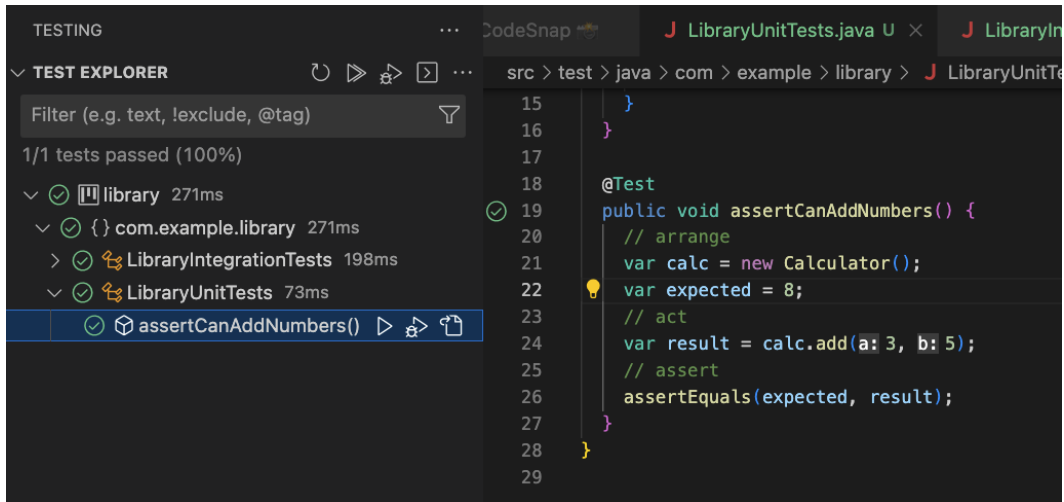 TESTING
TEST EXPLORER
Filter (e.g. text, !exclude, @tag)
1/1 tests passed (100%)
library 271ms
{} com.example.library 271ms
LibraryIntegrationTests 198ms
LibraryUnitTests 73ms
assertCanAddNumbers()
CodeSnap J LibraryUnitTests.java U × J LibraryIn
src > test > java > com > example > library > J LibraryUnitTe
15 }
16 }
17
18 @Test
19 public void assertCanAddNumbers() {
20 // arrange
21 var calc = new Calculator();
22 var expected = 8;
23 // act
24 var result = calc.add(a: 3, b: 5);
25 // assert
26 assertEquals(expected, result);
27 }
28 }
29